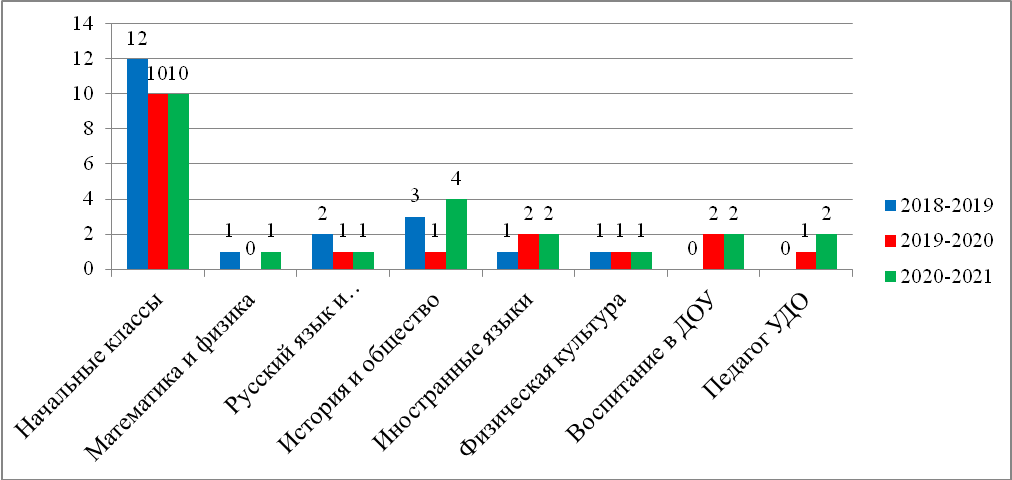 14
12
10
8
6
4
2
0
12 10 10
1 0 1
2 1 1
3 1 4
1 2 2
1 1 1
0 2 2
0 1 2
Начальные классы
Математика и физика
Русский язык и…
История и общество
Иностранные языки
Физическая культура
Воспитание в ДОУ
Педагог УДО
2018-2019
2019-2020
2020-2021